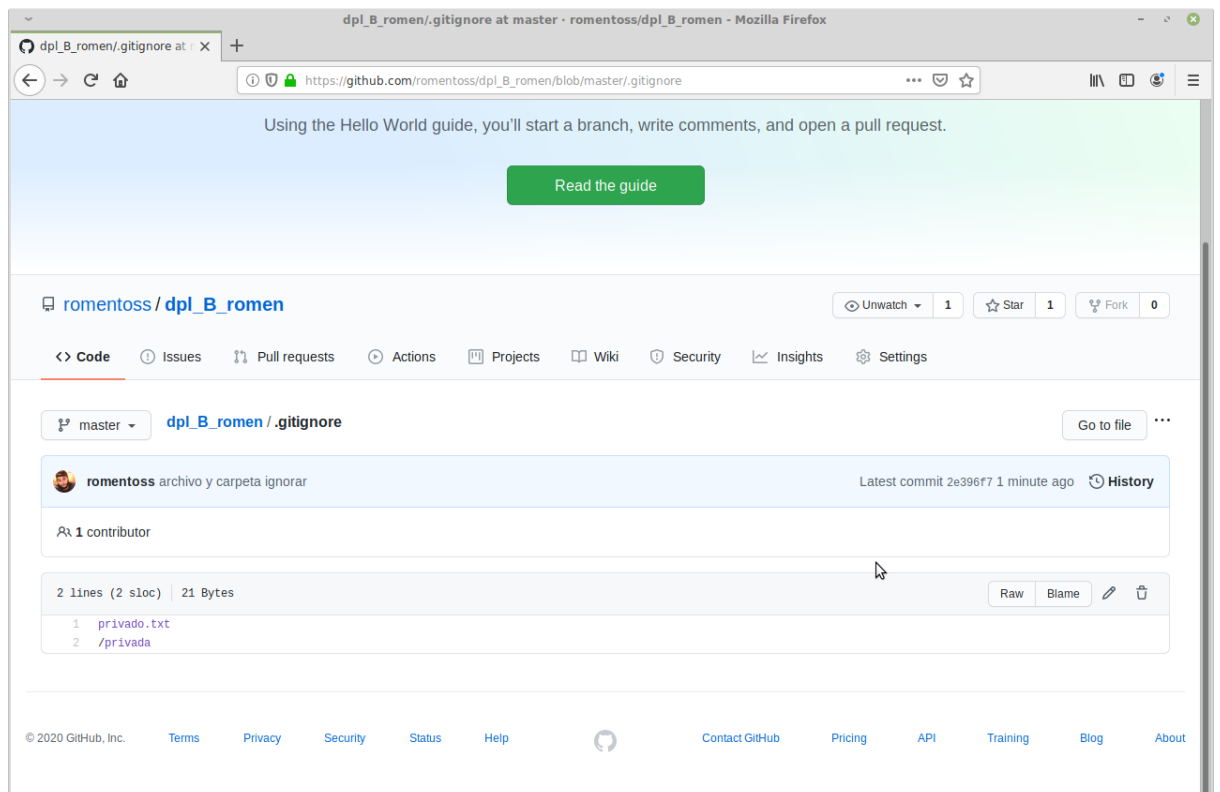 dpl_B_romen/.gitignore at master · romentoss/dpl_B_romen - Mozilla Firefox
dpl_B_romen/.gitignore at
https://github.com/romentoss/dpl_B_romen/blob/master/.gitignore
Using the Hello World guide, you’ll start a branch, write comments, and open a pull request.
Read the guide
romentoss / dpl_B_romen
Unwatch 1 Star 1 Fork 0
Code Issues Pull requests Actions Projects Wiki Security Insights Settings
master dpl_B_romen / .gitignore Go to file
romentoss archivo y carpeta ignorar Latest commit 2e396f7 1 minute ago History
1 contributor
2 lines (2 sloc) 21 Bytes Raw Blame
1 privado.txt
2 /privada
© 2020 GitHub, Inc. Terms Privacy Security Status Help Contact GitHub Pricing API Training Blog About